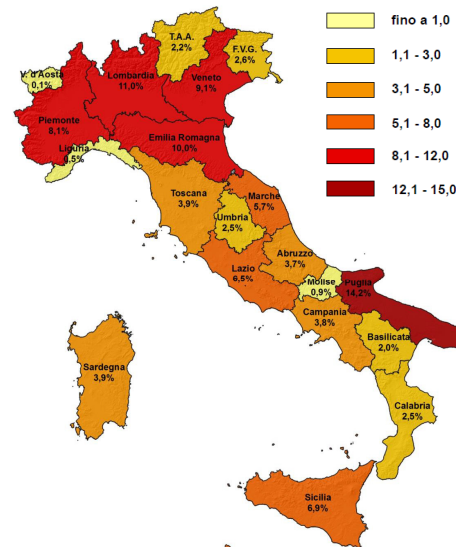 T.A.A.
2,2%
F.V.G.
2,6%
V. d'Aosta
0,1%
Lombardia
11,0%
Veneto
9,1%
Piemonte
8,1%
Emilia Romagna
10,0%
Liguria
0,5%
Toscana
3,9%
Marche
5,7%
Umbria
2,5%
Abruzzo
3,7%
Lazio
6,5%
Molise
0,9%
Puglia
14,2%
Campania
3,8%
Basilicata
2,0%
Sardegna
3,9%
Calabria
2,5%
Sicilia
6,9%
fino a 1,0
1,1 - 3,0
3,1 - 5,0
5,1 - 8,0
8,1 - 12,0
12,1 - 15,0